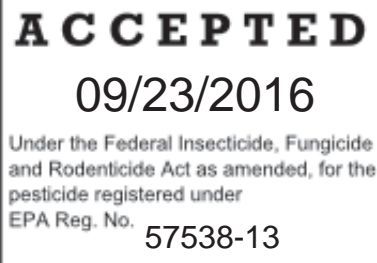 ACCEPTED
09/23/2016
Under the Federal Insecticide, Fungicide
and Rodenticide Act as amended, for the
pesticide registered under
EPA Reg. No. 57538-13